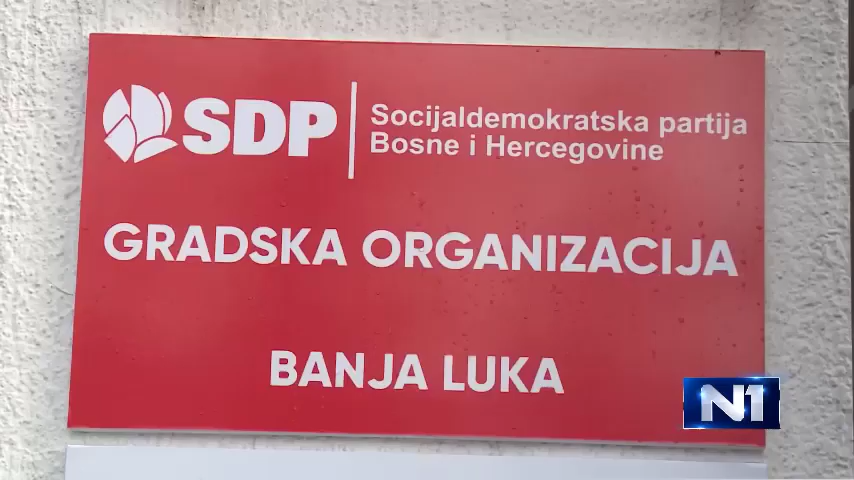 SDP
Socijaldemokratska partija
Bosne i Hercegovine
GRADSKA ORGANIZACIJA
BANJA LUKA
N1